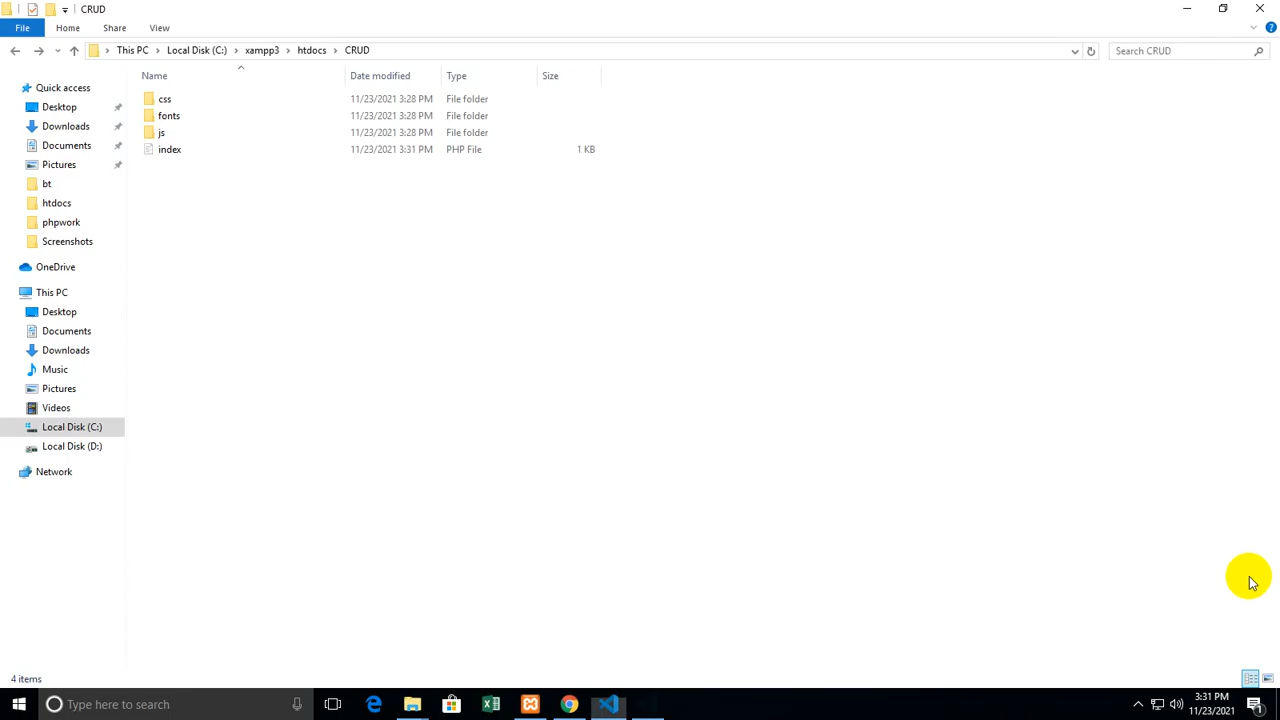 CRUD
File Home Share View
This PC Local Disk (C:) xampp3 htdocs CRUD Search CRUD
Name Date modified Type Size
css 11/23/2021 3:28 PM File folder
fonts 11/23/2021 3:28 PM File folder
js 11/23/2021 3:28 PM File folder
index 11/23/2021 3:31 PM PHP File 1 KB
Quick access
Desktop
Downloads
Documents
Pictures
bt
htdocs
phpwork
Screenshots
OneDrive
This PC
Desktop
Documents
Downloads
Music
Pictures
Videos
Local Disk (C:)
Local Disk (D:)
Network
4 items
Type here to search
3:31 PM
11/23/2021